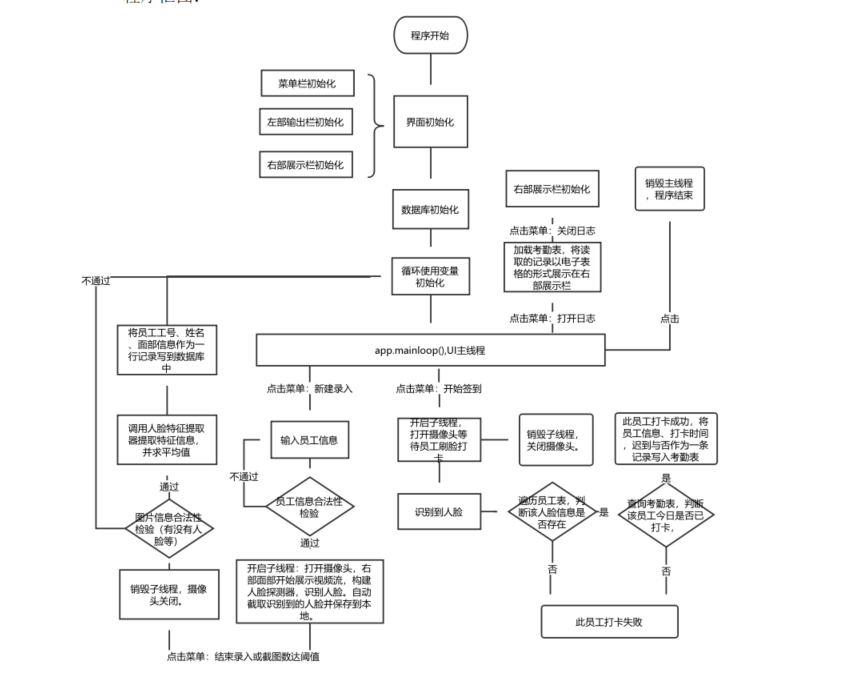 程序框图：
程序开始
菜单栏初始化
左部输出栏初始化
右部展示栏初始化
界面初始化
数据库初始化
循环使用变量
初始化
右部展示栏初始化
点击菜单：关闭日志
加载考勤表，将读
取的记录以电子表
格的形式展示在右
部展示栏
点击菜单：打开日志
销毁主线程
，程序结束
点击
app.mainloop(),UI主线程
不通过
将员工工号、姓名
、面部信息作为一
行记录写到数据库
中
调用人脸特征提取
器提取特征信息，
并求平均值
通过
图片信息合法性
检验（有没有人
脸等）
销毁子线程，摄像
头关闭。
点击菜单：结束录入或截图数达阈值
点击菜单：新建录入
输入员工信息
不通过
员工信息合法性
检验
通过
开启子线程：打开摄像头，右
部面部开始展示视频流，构建
人脸探测器，识别人脸。自动
截取识别到的人脸并保存到本
地。
点击菜单：开始签到
开启子线程，
打开摄像头等
待员工刷脸打
卡
销毁子线程，
关闭摄像头。
识别到人脸
遍历员工表，判
断该人脸信息是
否存在
是
否
此员工打卡成功，将
员工信息、打卡时间
，迟到与否作为一条
记录写入考勤表
是
查询考勤表，判断
该员工今日是否已
打卡，
否
此员工打卡失败